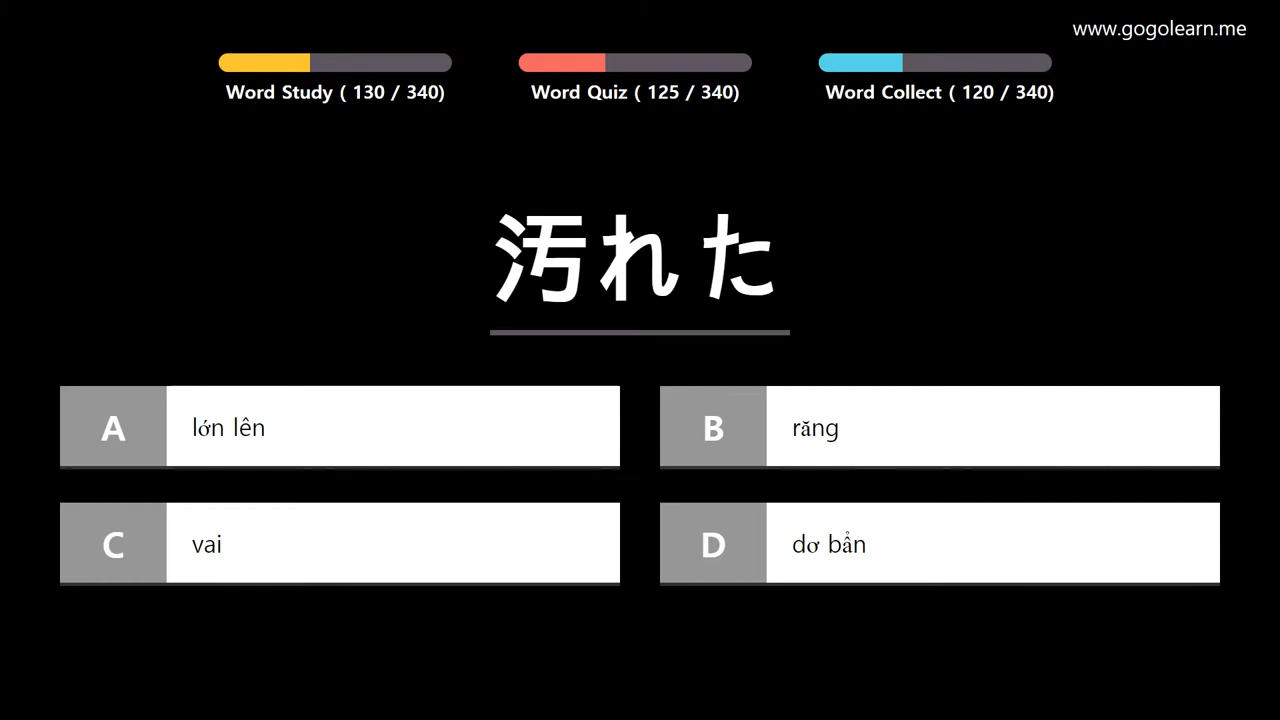 www.gogolearn.me
Word Study ( 130 / 340)
Word Quiz ( 125 / 340)
Word Collect ( 120 / 340)
汚れた
A
lớn lên
B
răng
C
vai
D
dơ bẩn